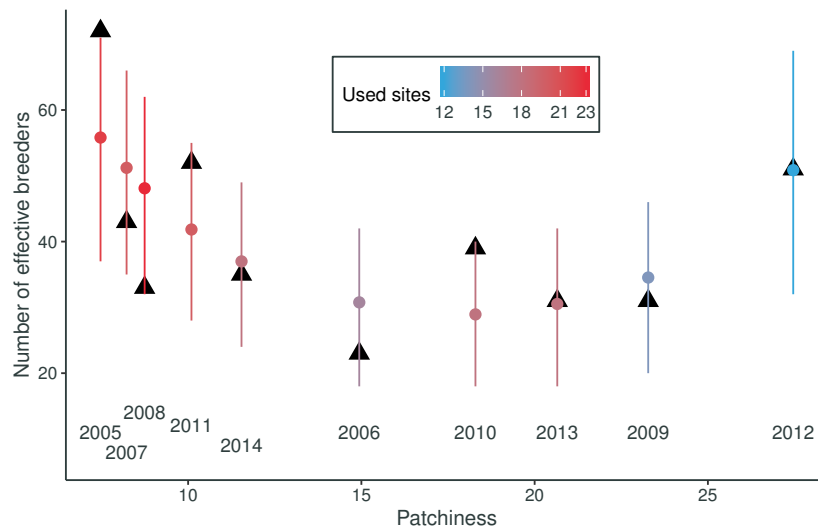 Used sites
12 15 18 21 23
Number of effective breeders
60
40
20
2005 2007 2008 2011 2014 2006 2010 2013 2009 2012
10 15 20 25
Patchiness